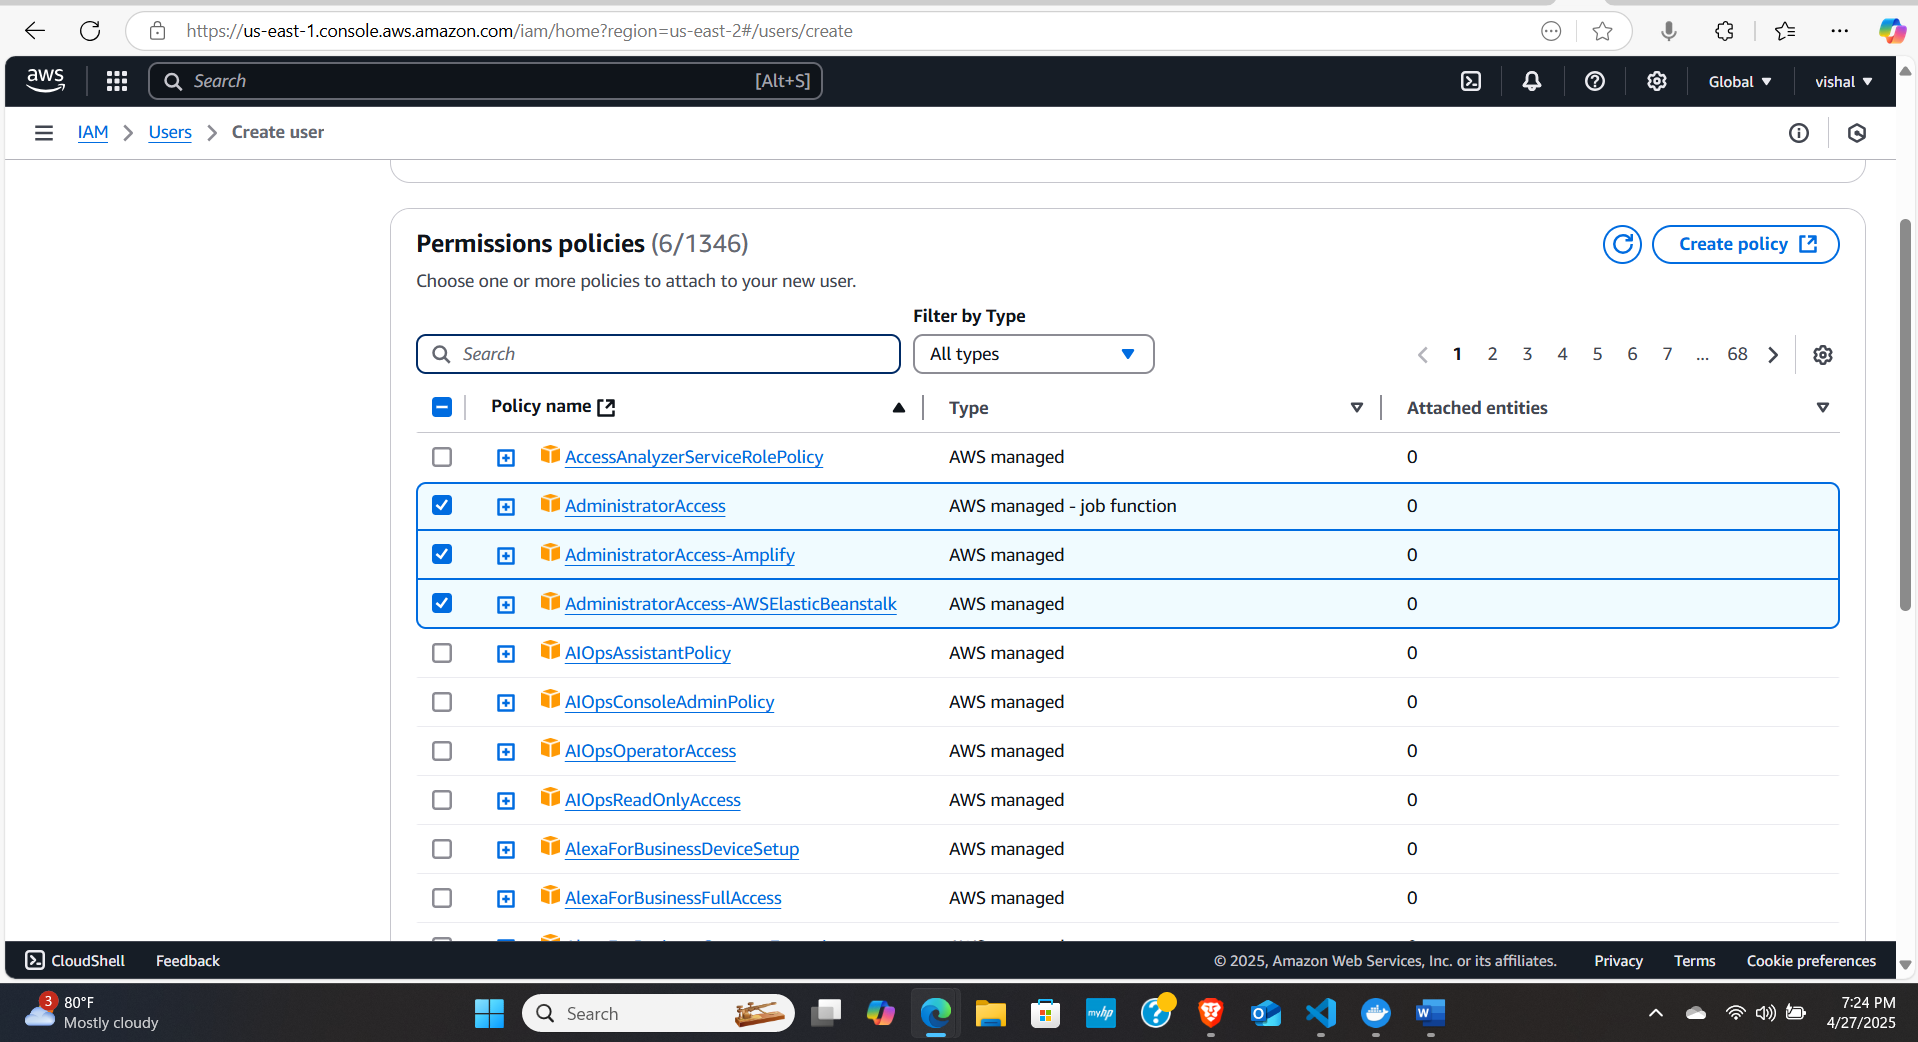 https://us-east-1.console.aws.amazon.com/iam/home?region=us-east-2#/users/create
aws
Search [Alt+S]
Global
vishal
IAM > Users > Create user
Permissions policies (6/1346)
Create policy
Choose one or more policies to attach to your new user.
Filter by Type
Search
All types
1 2 3 4 5 6 7 ... 68
Policy name Type Attached entities
AccessAnalyzerServiceRolePolicy AWS managed 0
AdministratorAccess AWS managed - job function 0
AdministratorAccess-Amplify AWS managed 0
AdministratorAccess-AWSElasticBeanstalk AWS managed 0
AIOpsAssistantPolicy AWS managed 0
AIOpsConsoleAdminPolicy AWS managed 0
AIOpsOperatorAccess AWS managed 0
AIOpsReadOnlyAccess AWS managed 0
AlexaForBusinessDeviceSetup AWS managed 0
AlexaForBusinessFullAccess AWS managed 0
CloudShell Feedback © 2025, Amazon Web Services, Inc. or its affiliates. Privacy Terms Cookie preferences
3
80°F
Mostly cloudy
Search
myhp
7:24 PM
4/27/2025